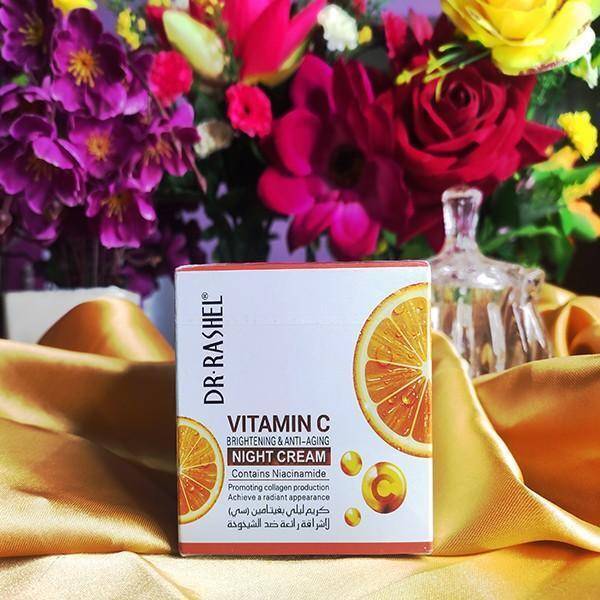 DR·RASHEL®
VITAMIN C
BRIGHTENING & ANTI-AGING
NIGHT CREAM
Contains Niacinamide
Promoting collagen production
Achieve a radiant appearance
كريم ليلي بفيتامين (سي)
لاشراقة رائعة ضد الشيخوخة
C